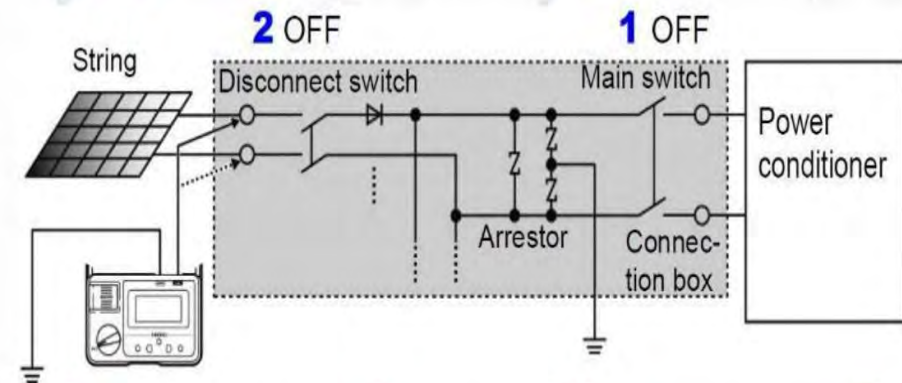 2 OFF
1 OFF
String
Disconnect switch
Main switch
Power
conditioner
Arrestor
Connec-
tion box